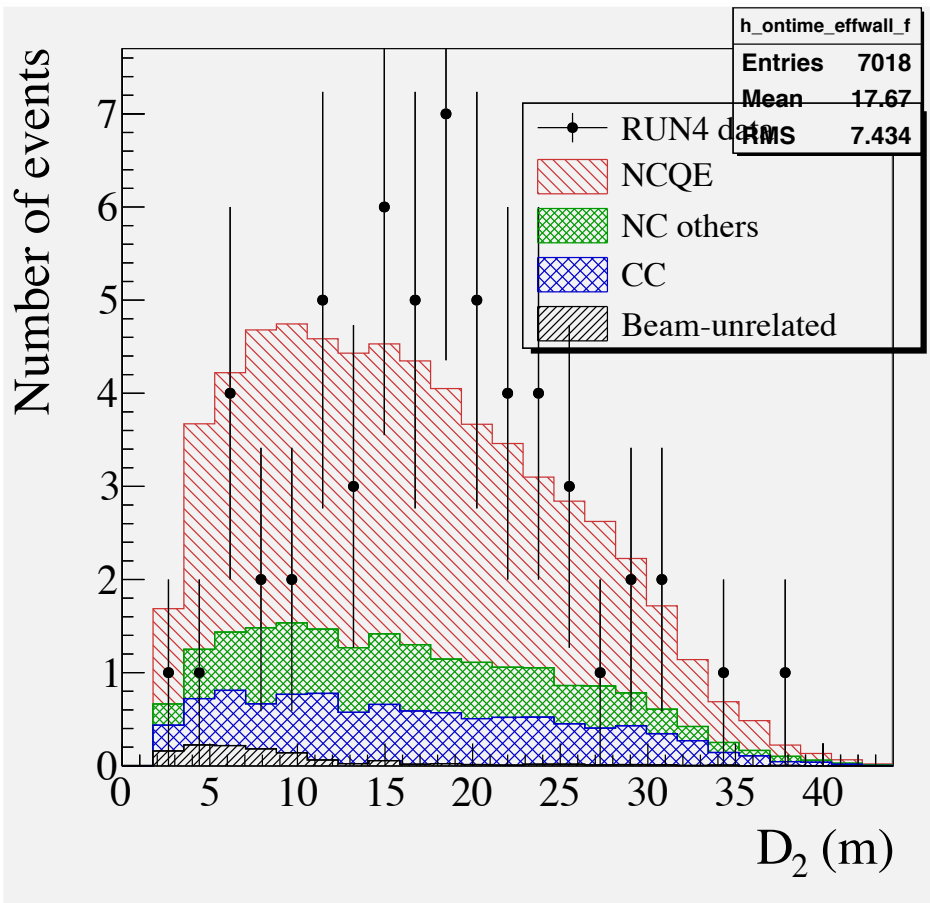 h_ontime_effwall_f
Entries 7018
Mean 17.67
RMS 7.434
RUN4 data
NCQE
NC others
CC
Beam-unrelated
Number of events
7
6
5
4
3
2
1
0
0 5 10 15 20 25 30 35 40
D2 (m)